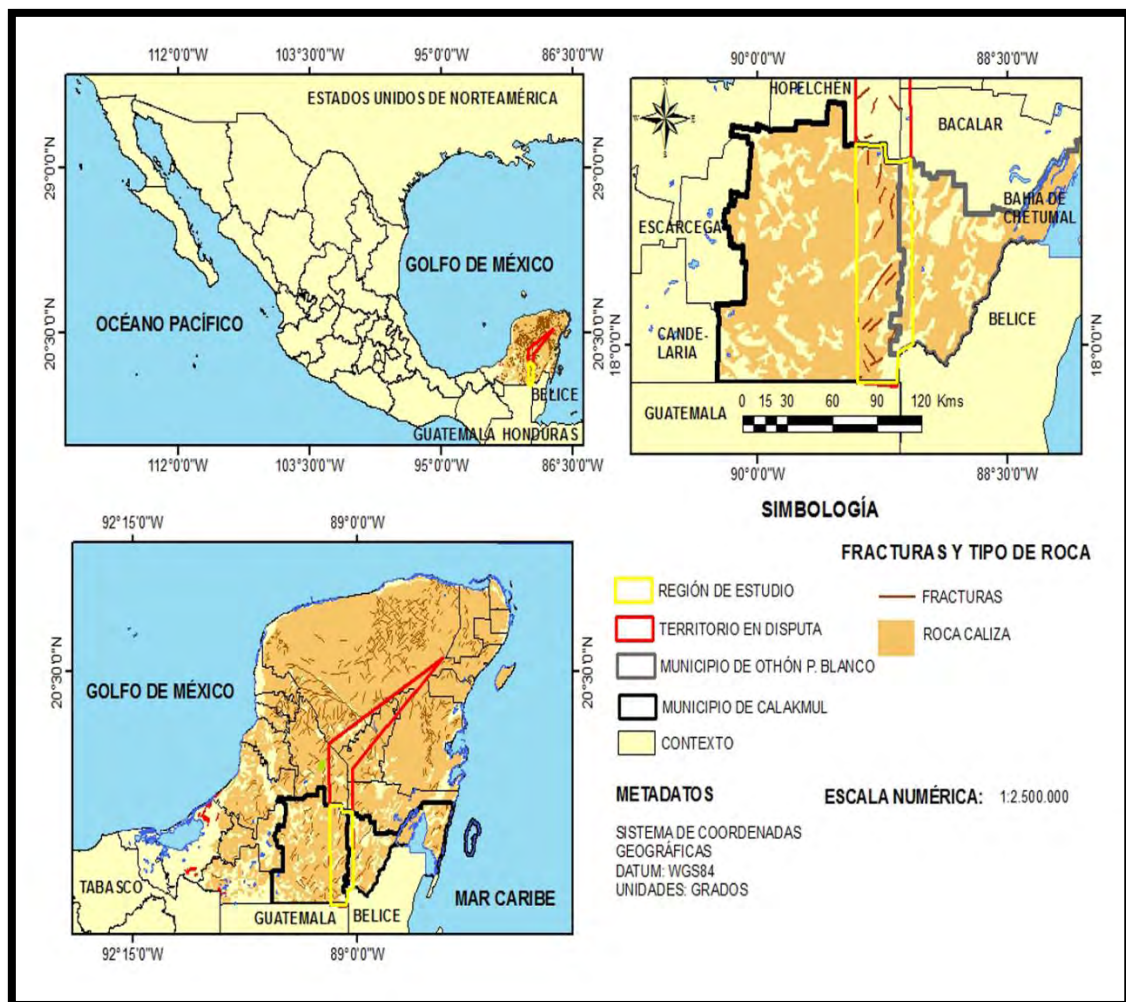 112°0'0"W 103°30'0"W 95°0'0"W 86°30'0"W
ESTADOS UNIDOS DE NORTEAMÉRICA
29°0'0"N
29°0'0"N
GOLFO DE MÉXICO
OCÉANO PACÍFICO
20°30'0"N
20°30'0"N
BELICE
GUATEMALA HONDURAS
112°0'0"W 103°30'0"W 95°0'0"W 86°30'0"W
90°0'0"W 88°30'0"W
HOPELCHÉN
BACALAR
BAHIA DE
CHETUMAL
ESCÁRCEGA
BELICE
CANDE-
LARIA
18°0'0"N
18°0'0"N
GUATEMALA
0 15 30 60 90 120 Kms
90°0'0"W 88°30'0"W
92°15'0"W 89°0'0"W
20°30'0"N
20°30'0"N
GOLFO DE MÉXICO
TABASCO
GUATEMALA
BELICE
MAR CARIBE
92°15'0"W 89°0'0"W
SIMBOLOGÍA
FRACTURAS Y TIPO DE ROCA
REGIÓN DE ESTUDIO
TERRITORIO EN DISPUTA
MUNICIPIO DE OTHÓN P. BLANCO
MUNICIPIO DE CALAKMUL
CONTEXTO
FRACTURAS
ROCA CALIZA
METADATOS
ESCALA NUMÉRICA: 1:2.500.000
SISTEMA DE COORDENADAS
GEOGRÁFICAS
DATUM: WGS84
UNIDADES: GRADOS